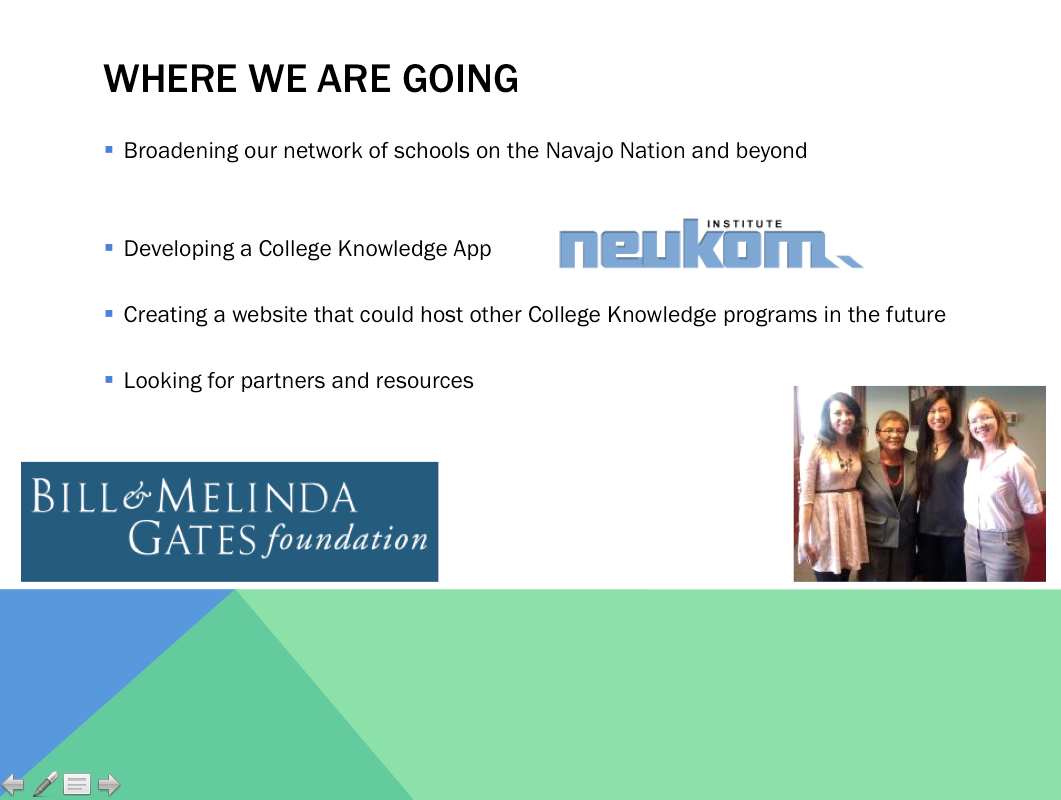 WHERE WE ARE GOING
Broadening our network of schools on the Navajo Nation and beyond
INSTITUTE
neukom
Developing a College Knowledge App
Creating a website that could host other College Knowledge programs in the future
Looking for partners and resources
BILL & MELINDA
GATES foundation